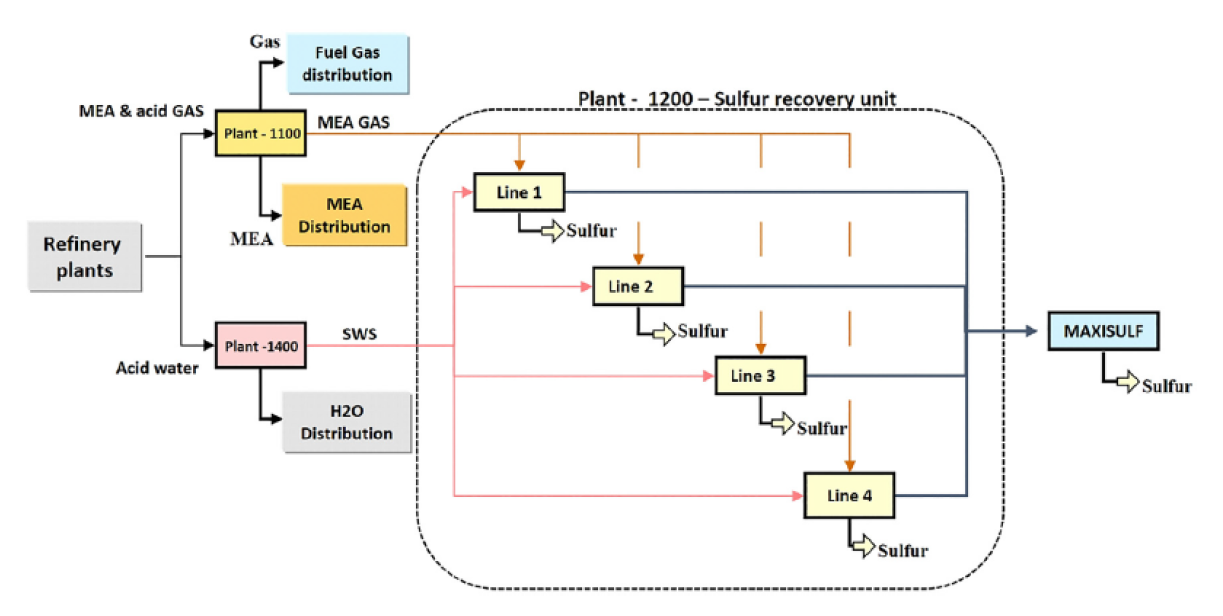 Gas
Fuel Gas
distribution
MEA & acid GAS
Plant - 1100
MEA GAS
Plant - 1200 – Sulfur recovery unit
Line 1
Sulfur
MEA
Distribution
MEA
Refinery
plants
Line 2
Sulfur
Plant -1400
SWS
Acid water
MAXISULF
Sulfur
Line 3
Sulfur
H2O
Distribution
Line 4
Sulfur